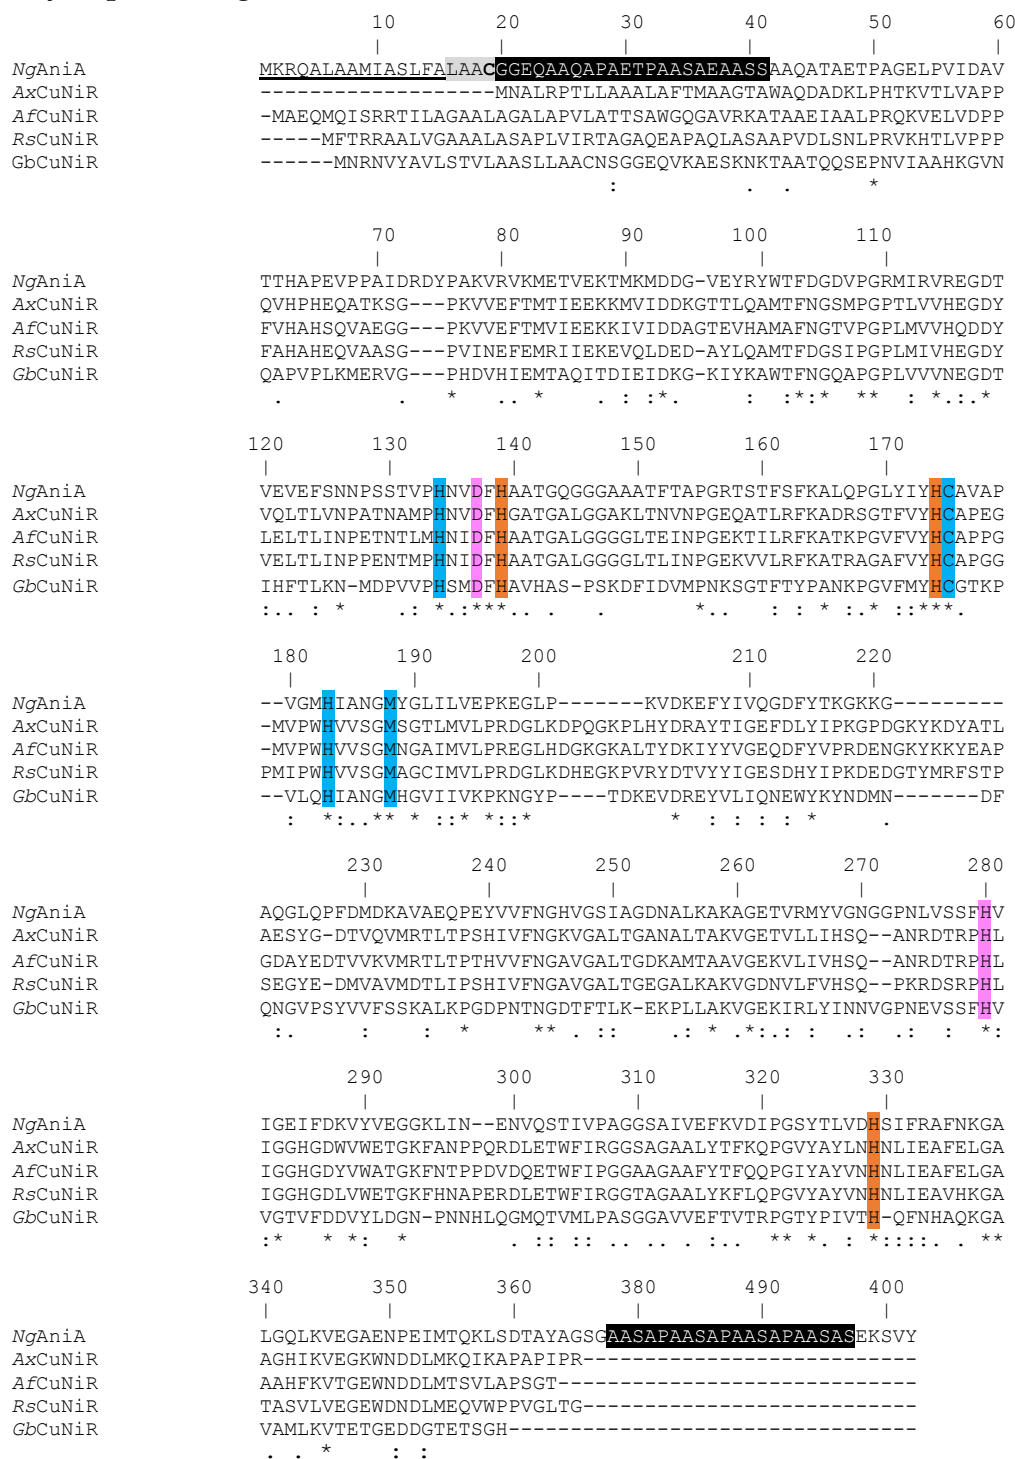 10 20 30 40 50 60
| | | | | |
NgAniA MKRQALAAMIASLFALAACGGEQAAQAPAETPAASAEAASSAAQATAETPAGELPVIDAV
AxCuNiR -------------------MNALRPTLLAAALAFTMAAGTAWAQDADKLPHTKVTLVAPP
AfCuNiR -MAEQMQISRRTILAGAALAGALAPVLATTSAWGQGAVRKATAAEIAALPRQKVELVDPP
RsCuNiR -----MFTRRAALVGAAALASAPLVIRTAGAQEAPAQLASAAPVDLSNLPRVKHTLVPPP
GbCuNiR ------MNRNVYAVLSTVLAASLLAACNSGGEQVKAESKNKTAATQQSEPNVIAAHKGVN
: . . *
70 80 90 100 110
| | | | |
NgAniA TTHAPEVPPAIDRDYPAKVRVKMETVEKTMKMDDG-VEYRYWTFDGDVPGRMIRVREGDT
AxCuNiR QVHPHEQATKSG---PKVVEFTMTIEEKKMVIDDKGTTLQAMTFNGSMPGPTLVVHEGDY
AfCuNiR FVHAHSQVAEGG---PKVVEFTMVIEEKKIVIDDAGTEVHAMAFNGTVPGPLMVVHQDDY
RsCuNiR FAHAHEQVAASG---PVINEFEMRIIEKEVQLDED-AYLQAMTFDGSIPGPLMIVHEGDY
GbCuNiR QAPVPLKMERVG---PHDVHIEMTAQITDIEIDKG-KIYKAWTFNGQAPGPLVVVNEGDT
. . * .. * . : :*. : :*:* ** : *.:.*
120 130 140 150 160 170
| | | | | |
NgAniA VEVEFSNNPSSTVPHNVDFHAATGQGGGAAATFTAPGRTSTFSFKALQPGLYIYHCAVAP
AxCuNiR VQLTLVNPATNAMPHNVDFHGATGALGGAKLTNVNPGEQATLRFKADRSGTFVYHCAPEG
AfCuNiR LELTLINPETNTLMHNIDFHAATGALGGGGLTEINPGEKTILRFKATKPGVFVYHCAPPG
RsCuNiR VELTLINPPENTMPHNIDFHAATGALGGGGLTLINPGEKVVLRFKATRAGAFVYHCAPGG
GbCuNiR IHFTLKN-MDPVVPHSMDFHAVHAS-PSKDFIDVMPNKSGTFTYPANKPGVFMYHCGTKP
:.. : * .: *.:***.. . . *. : : * .* ::***.
180 190 200 210 220
| | | | |
NgAniA --VGMHIANGMYGLILVEPKEGLP-------KVDKEFYIVQGDFYTKGKKG---------
AxCuNiR -MVPWHVVSGMSGTLMVLPRDGLKDPQGKPLHYDRAYTIGEFDLYIPKGPDGKYKDYATL
AfCuNiR -MVPWHVVSGMNGAIMVLPREGLHDGKGKALTYDKIYYVGEQDFYVPRDENGKYKKYEAP
RsCuNiR PMIPWHVVSGMAGCIMVLPRDGLKDHEGKPVRYDTVYYIGESDHYIPKDEDGTYMRFSTP
GbCuNiR --VLQHIANGMHGVIIVKPKNGYP----TDKEVDREYVLIQNEWYKYNDMN-------DF
: *:..** * ::* *::* * : : : : * .
230 240 250 260 270 280
| | | | | |
NgAniA AQGLQPFDMDKAVAEQPEYVVFNGHVGSIAGDNALKAKAGETVRMYVGNGGPNLVSSFHV
AxCuNiR AESYG-DTVQVMRTLTPSHIVFNGKVGALTGANALTAKVGETVLLIHSQ--ANRDTRPHL
AfCuNiR GDAYEDTVVKVMRTLTPTHVVFNGAVGALTGDKAMTAAVGEKVLIVHSQ--ANRDTRPHL
RsCuNiR SEGYE-DMVAVMDTLIPSHIVFNGAVGALTGEGALKAKVGDNVLFVHSQ--PKRDSRPHL
GbCuNiR QNGVPSYVVFSSKALKPGDPNTNGDTFTLK-EKPLLAKVGEKIRLYINNVGPNEVSSFHV
:. : : * ** . :: .: * .*:.: : .: .: : *:
290 300 310 320 330
| | | | |
NgAniA IGEIFDKVYVEGGKLIN--ENVQSTIVPAGGSAIVEFKVDIPGSYTLVDHSIFRAFNKGA
AxCuNiR IGGHGDWVWETGKFANPPQRDLETWFIRGGSAGAALYTFKQPGVYAYLNHNLIEAFELGA
AfCuNiR IGGHGDYVWATGKFNTPPDVDQETWFIPGGAAGAAFYTFQQPGIYAYVNHNLIEAFELGA
RsCuNiR IGGHGDLVWETGKFHNAPERDLETWFIRGGTAGAALYKFLQPGVYAYVNHNLIEAVHKGA
GbCuNiR VGTVFDDVYLDGN-PNNHLQGMQTVMLPASGGAVVEFTVTRPGTYPIVTH-QFNHAQKGA
:* * *: * . :: :: .. . . :.. ** *. : *::::. . **
340 350 360 380 490 400
| | | | | |
NgAniA LGQLKVEGAENPEIMTQKLSDTAYAGSGAASAPAASAPAASAPAASASEKSVY
AxCuNiR AGHIKVEGKWNDDLMKQIKAPAPIPR---------------------------
AfCuNiR AAHFKVTGEWNDDLMTSVLAPSGT-----------------------------
RsCuNiR TASVLVEGEWDNDLMEQVWPPVGLTG---------------------------
GbCuNiR VAMLKVTETGEDDGTETSGH---------------------------------
. . * : :